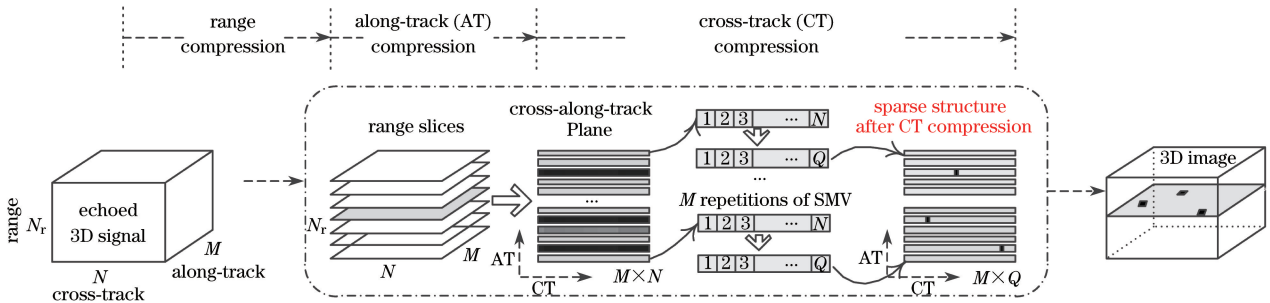 range
compression
along-track (AT)
compression
cross-track (CT)
compression
range
N_r
echoed
3D signal
N
cross-track
M
along-track
range slices
N_r
N
M
cross-along-track
Plane
...
AT
CT
M×N
1 2 3 ... N
1 2 3 ... Q
...
M repetitions of SMV
1 2 3 ... N
1 2 3 ... Q
sparse structure
after CT compression
AT
CT
M×Q
3D image